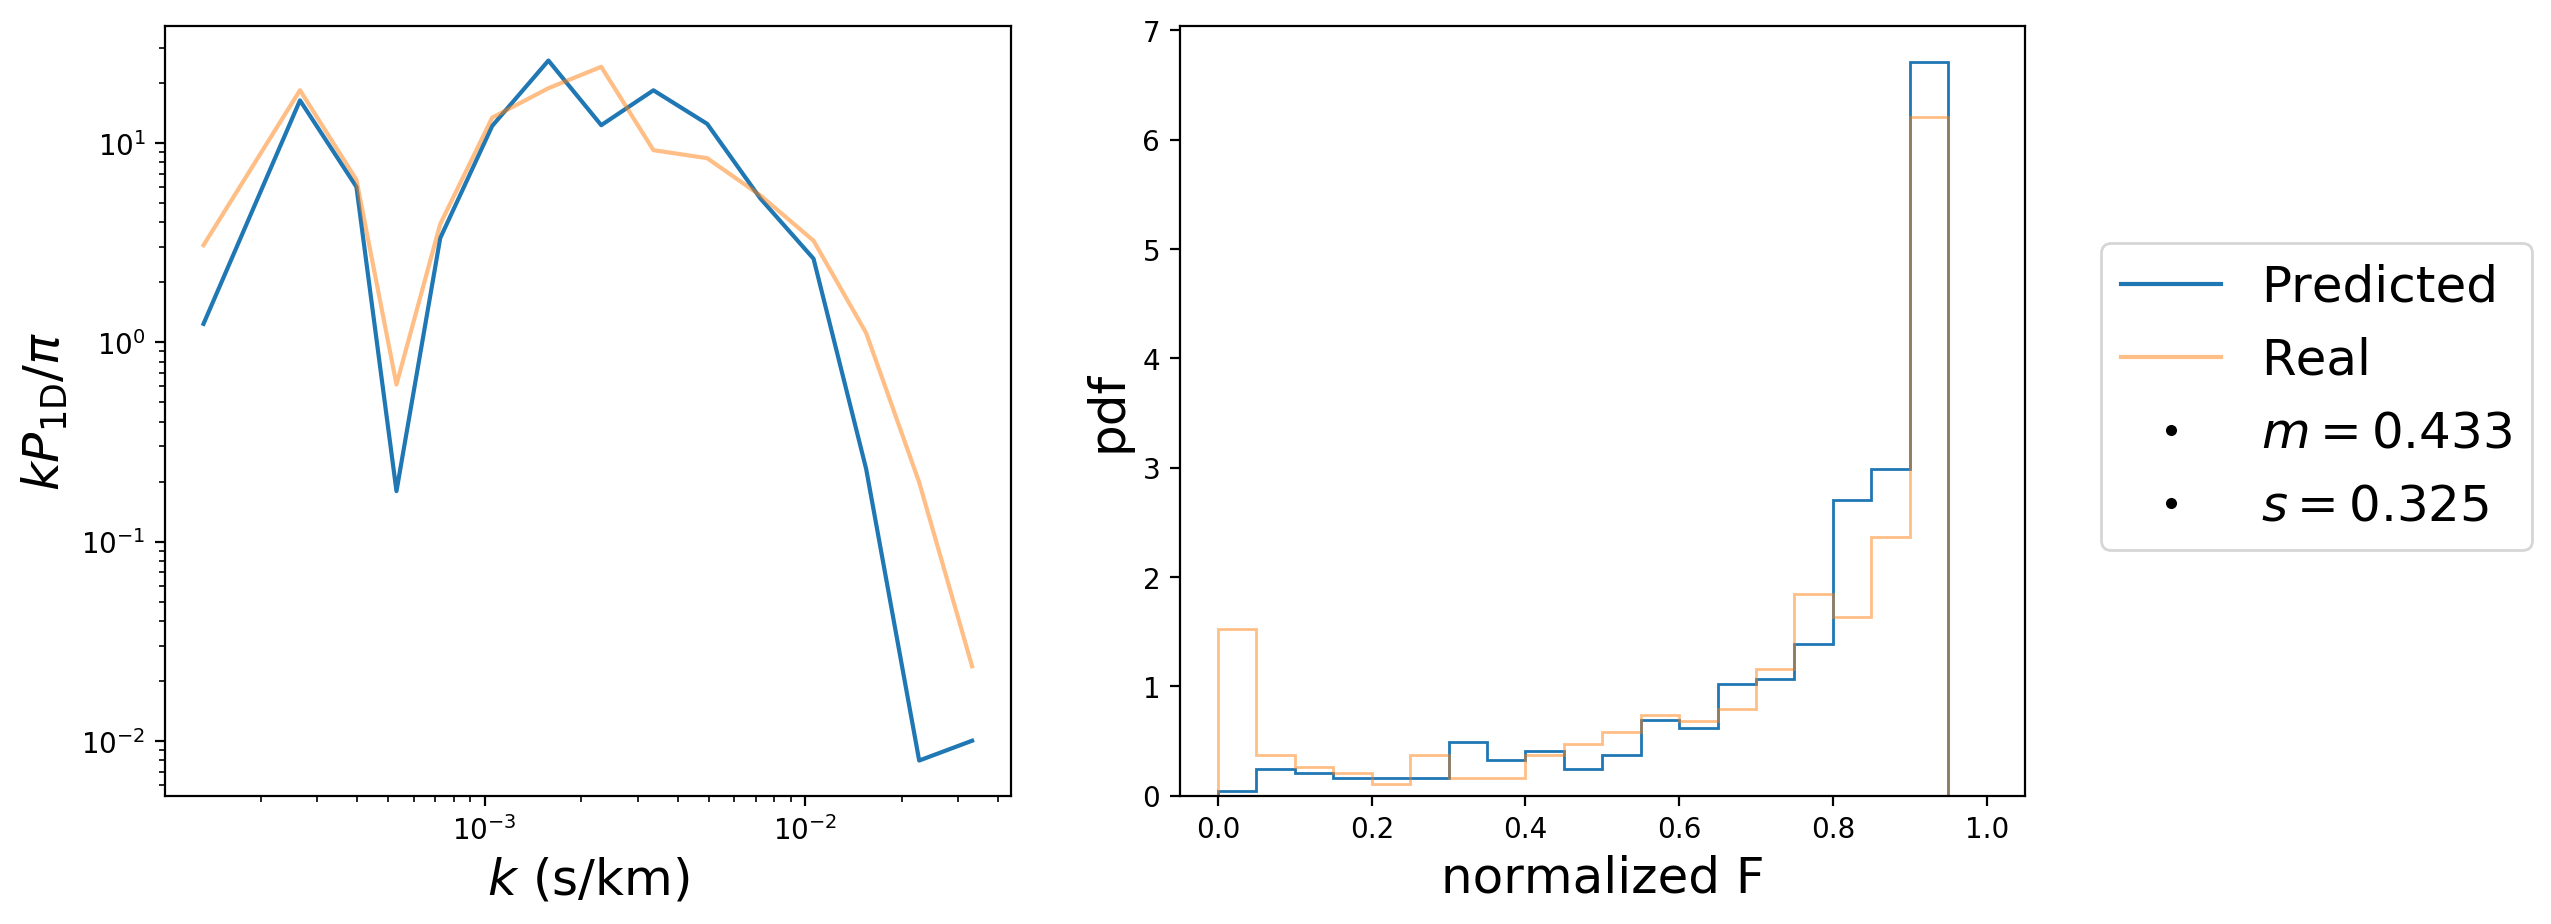 10¹
10⁰
10⁻¹
10⁻²
kP₁D/π
10⁻³
10⁻²
k (s/km)
7
6
5
4
3
2
1
0
pdf
0.0
0.2
0.4
0.6
0.8
1.0
normalized F
Predicted
Real
m = 0.433
s = 0.325